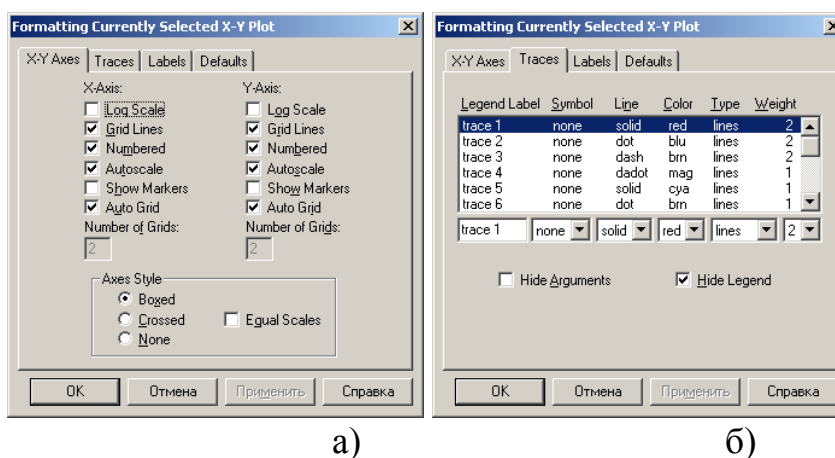 Formatting Currently Selected X-Y Plot
X-Y Axes Traces Labels Defaults
X-Axis: Y-Axis:
Log Scale Log Scale
Grid Lines Grid Lines
Numbered Numbered
Autoscale Autoscale
Show Markers Show Markers
Auto Grid Auto Grid
Number of Grids: Number of Grids:
2 2
Axes Style
Boxed
Crossed Equal Scales
None
OK Отмена Применить Справка
а)
Formatting Currently Selected X-Y Plot
X-Y Axes Traces Labels Defaults
Legend Label Symbol Line Color Type Weight
trace 1 none solid red lines 2
trace 2 none dot blu lines 2
trace 3 none dash brn lines 2
trace 4 none dadot mag lines 1
trace 5 none solid cya lines 1
trace 6 none dot brn lines 1
trace 1 none solid red lines 2
Hide Arguments Hide Legend
OK Отмена Применить Справка
б)